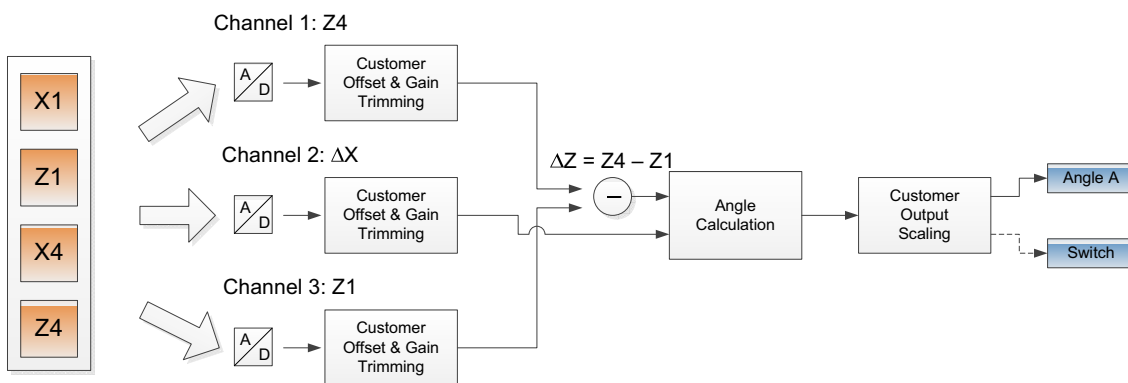 X1
Z1
X4
Z4
Channel 1: Z4
A
D
Customer
Offset & Gain
Trimming
Channel 2: ΔX
A
D
Customer
Offset & Gain
Trimming
Channel 3: Z1
A
D
Customer
Offset & Gain
Trimming
ΔZ = Z4 – Z1
–
Angle
Calculation
Customer
Output
Scaling
Angle A
Switch